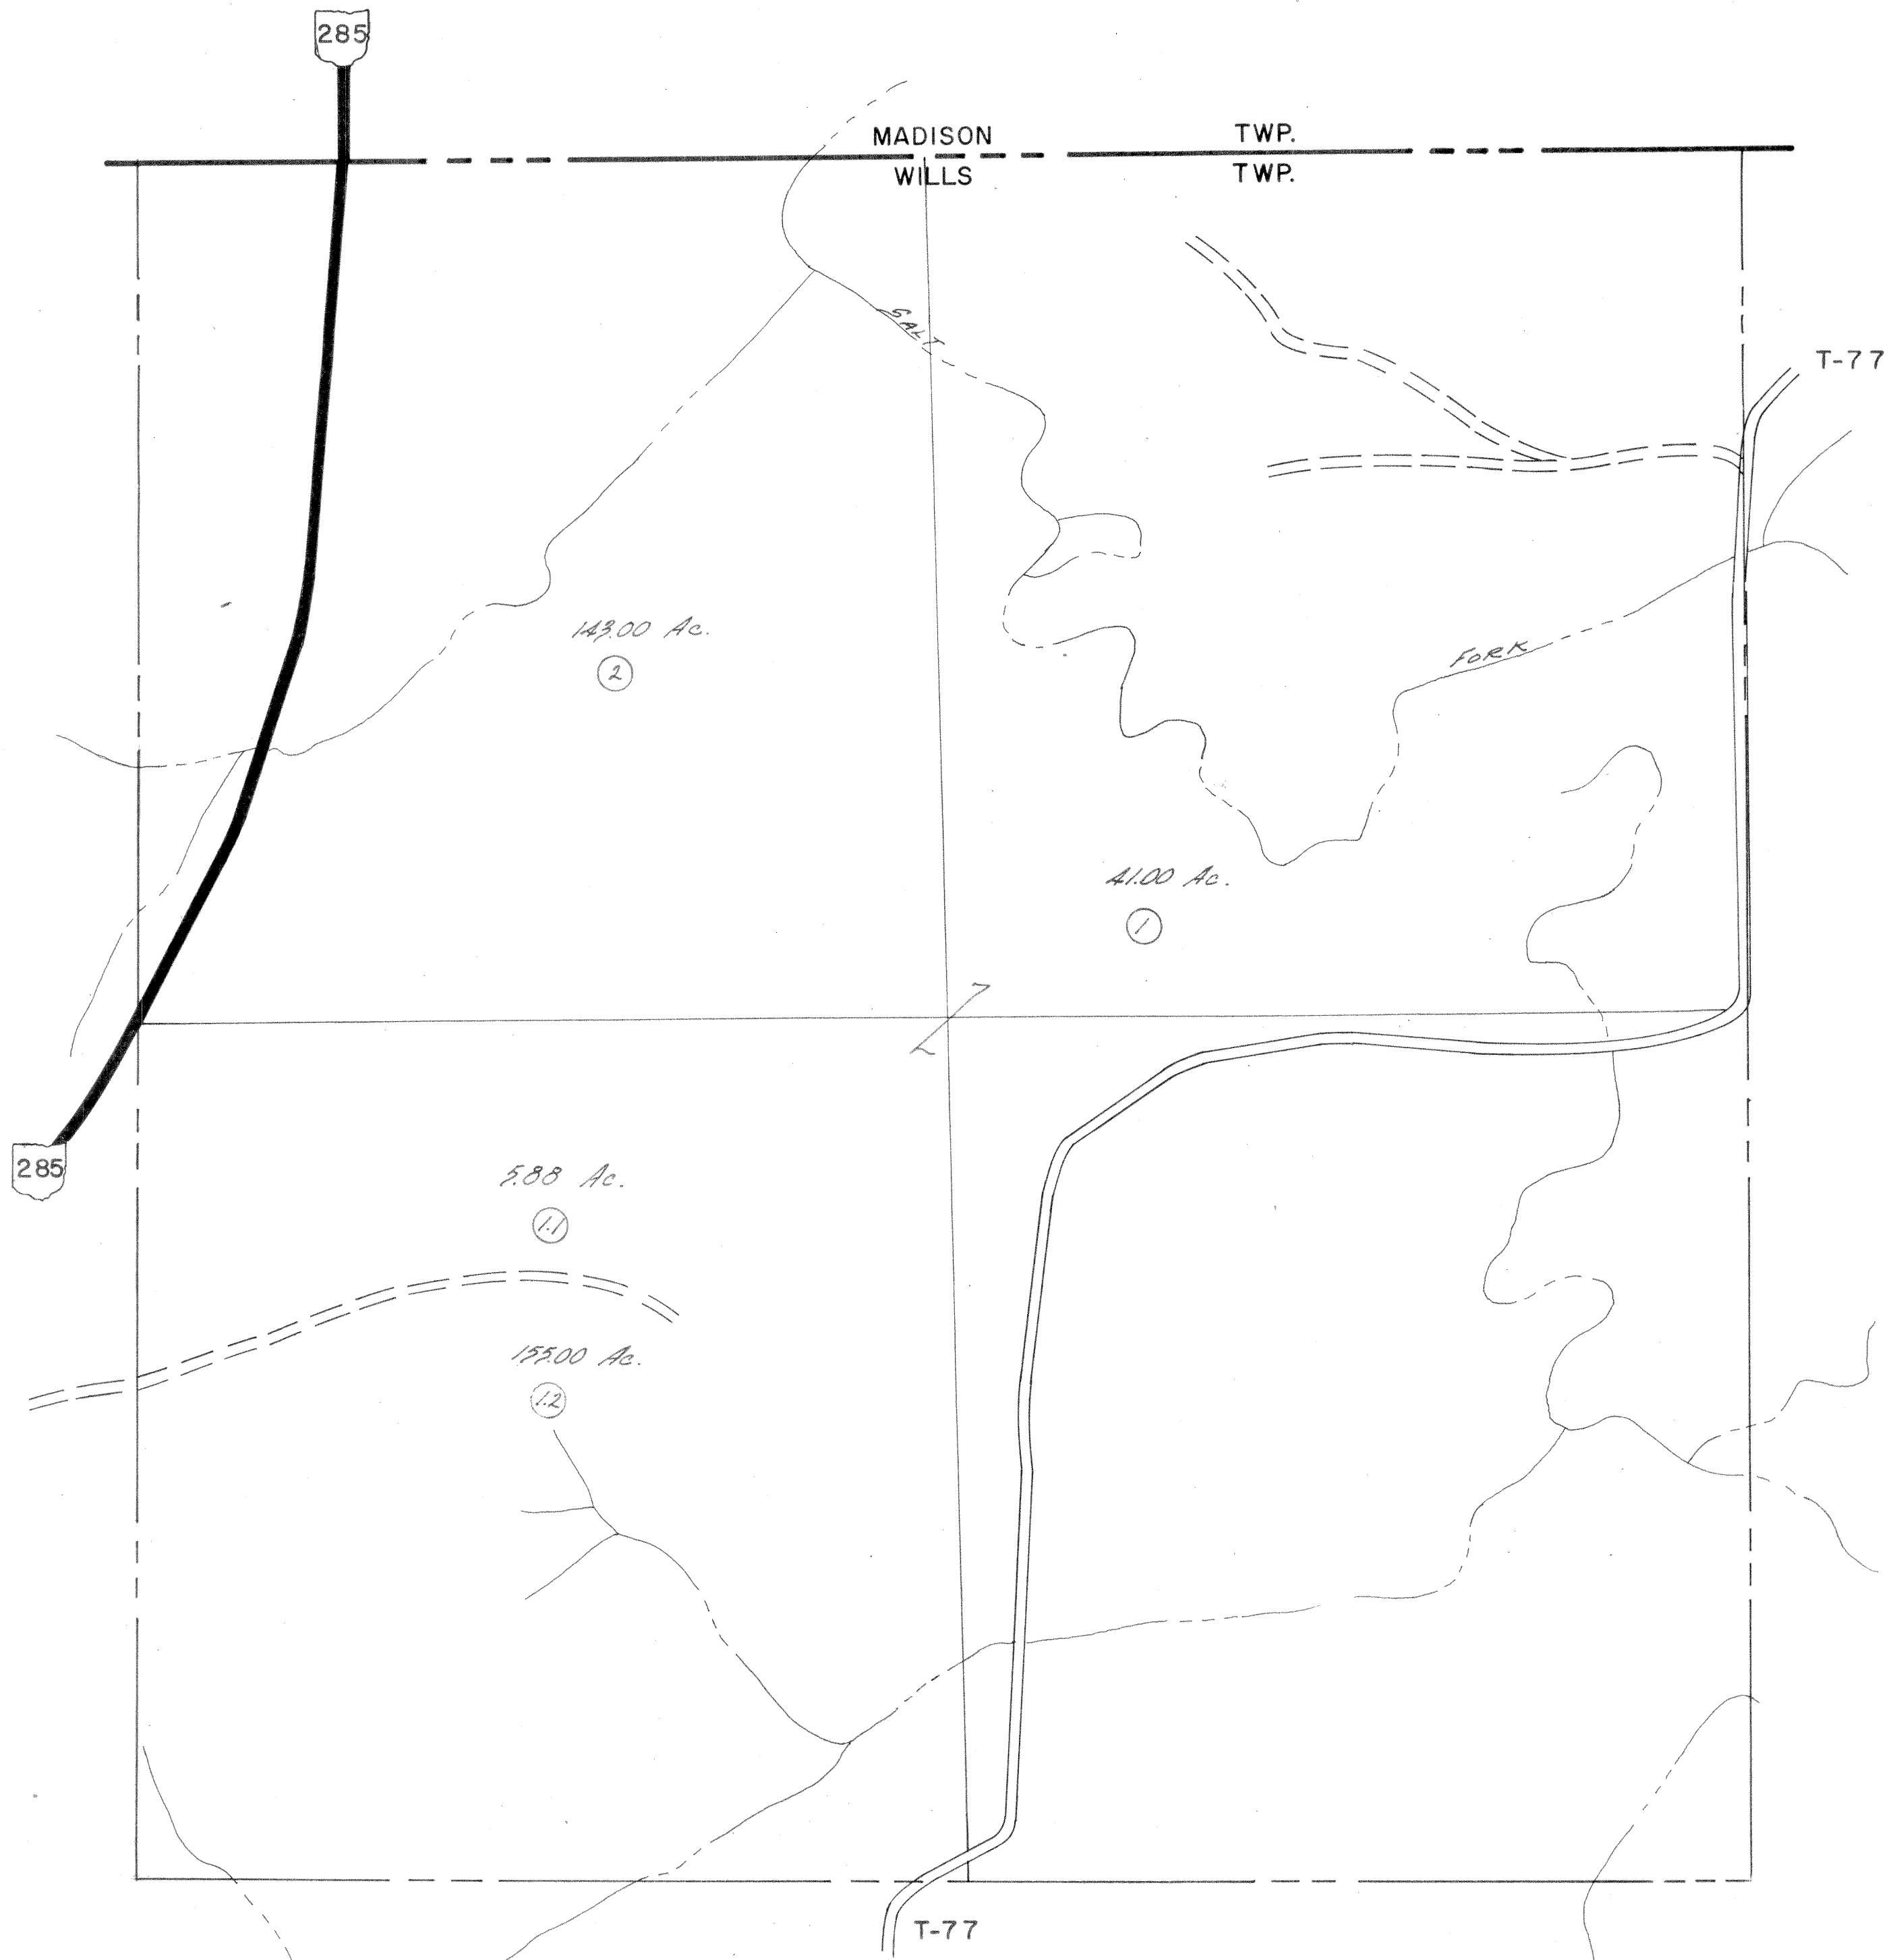 285
MADISON TWP.
WILLS TWP.
SALT
T-77
143.00 Ac.
2
FORK
41.00 Ac.
1
7
285
5.88 Ac.
1.1
155.00 Ac.
1.2
T-77